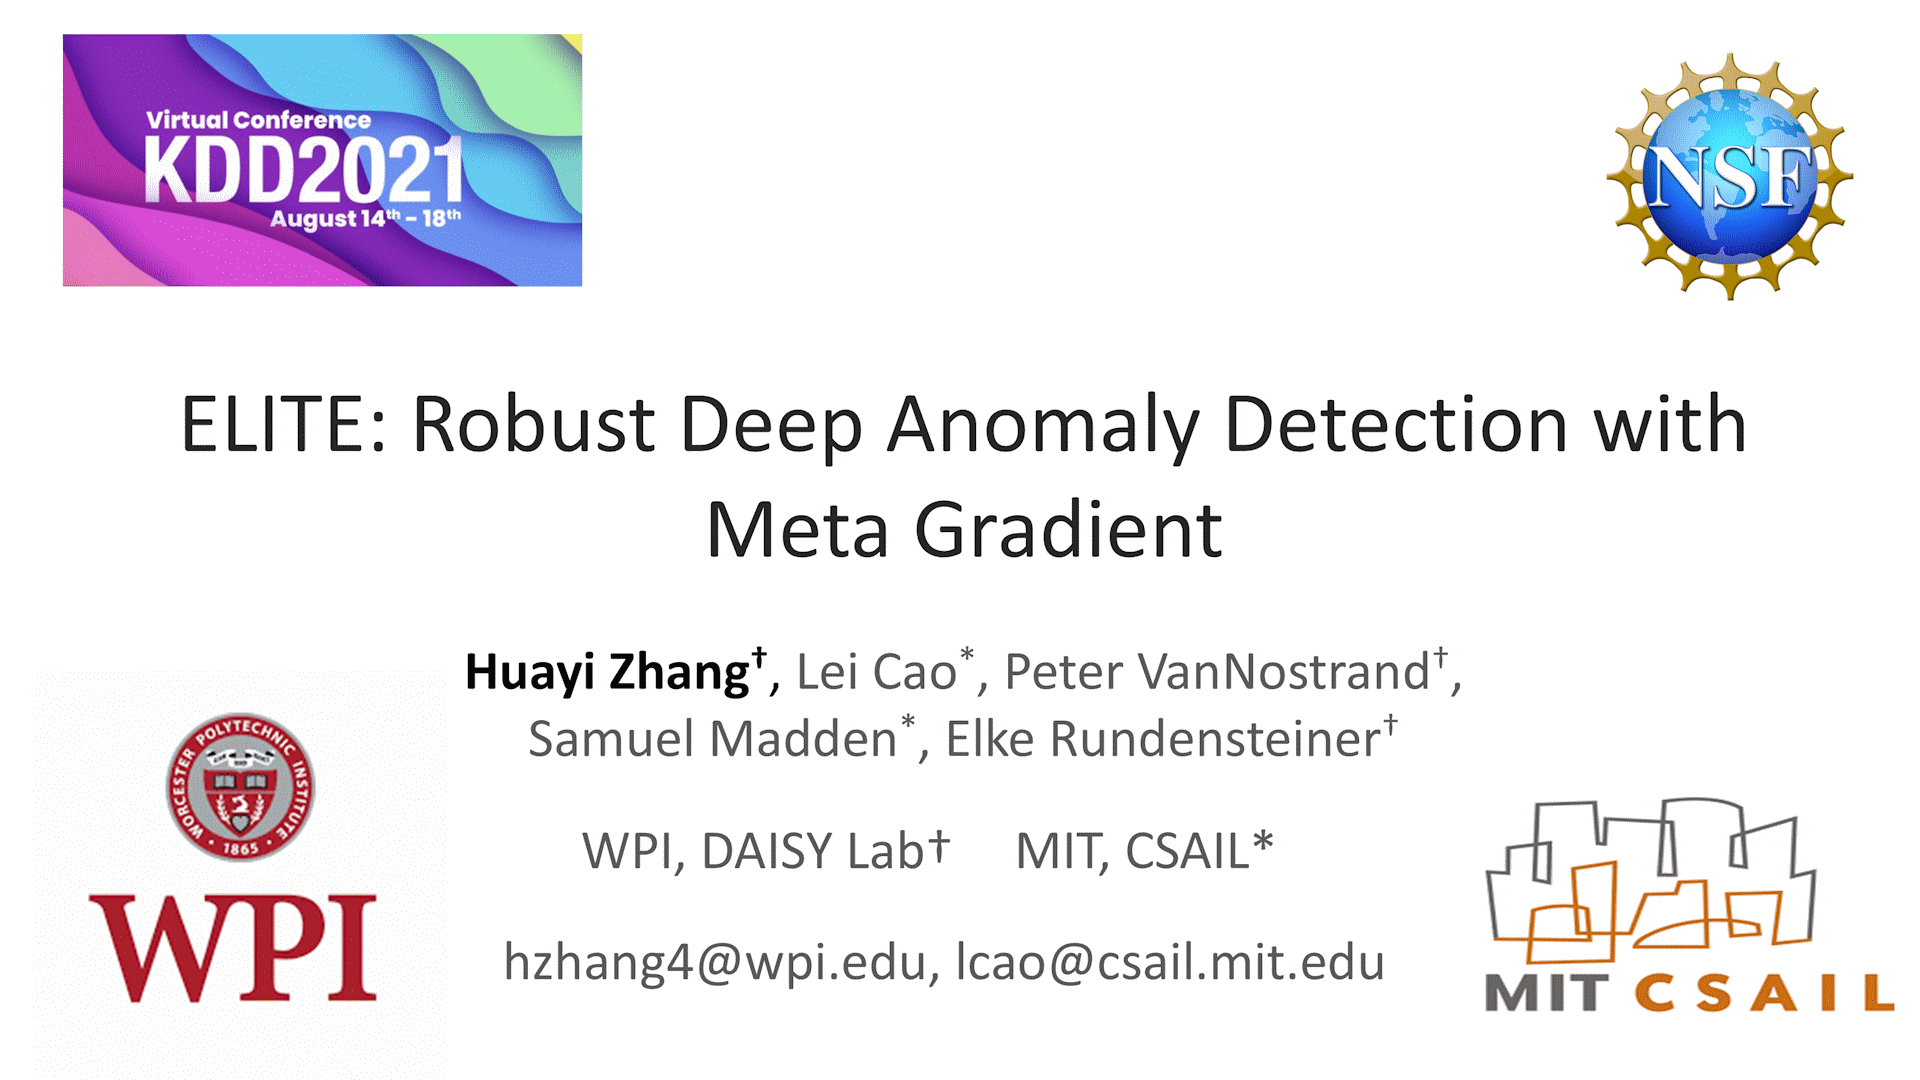 Virtual Conference
KDD2021
August 14th – 18th
NSF
ELITE: Robust Deep Anomaly Detection with
Meta Gradient
Huayi Zhang†, Lei Cao*, Peter VanNostrand†,
Samuel Madden*, Elke Rundensteiner†
WORCESTER POLYTECHNIC INSTITUTE
1865
WPI
WPI, DAISY Lab† MIT, CSAIL*
hzhang4@wpi.edu, lcao@csail.mit.edu
MIT CSAIL